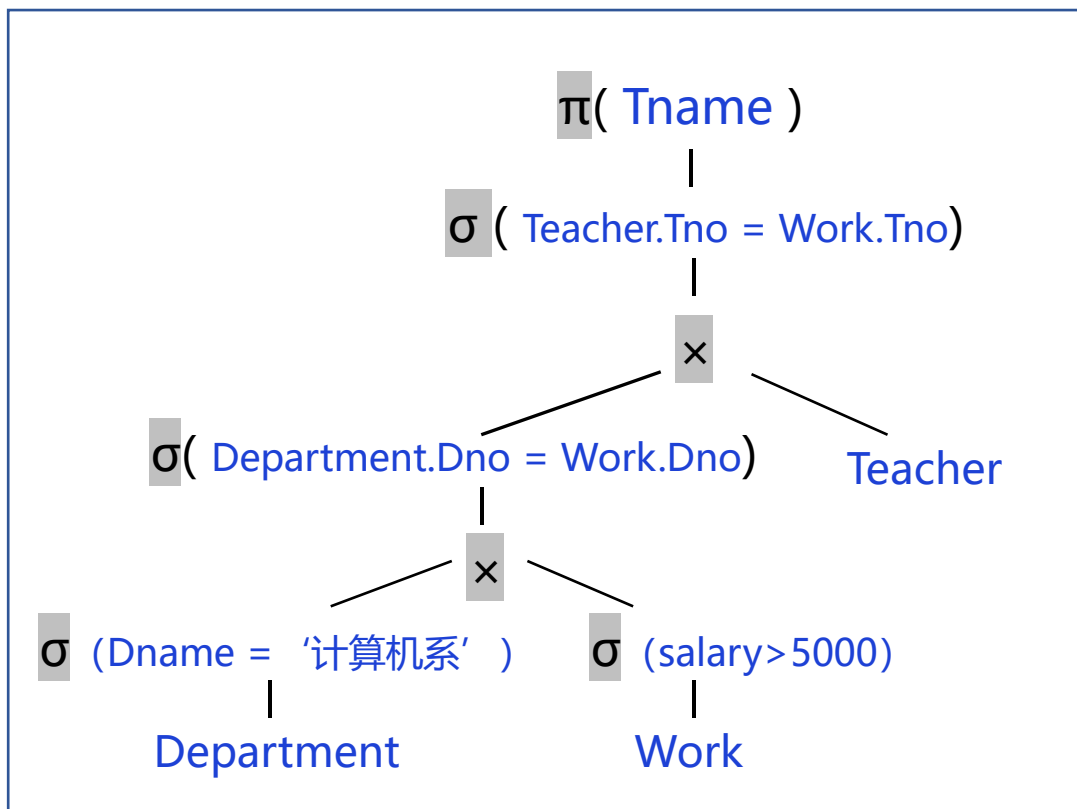 π( Tname )
σ ( Teacher.Tno = Work.Tno)
×
σ( Department.Dno = Work.Dno)
Teacher
×
σ（Dname = ‘计算机系’ ）
σ（salary>5000）
Department
Work